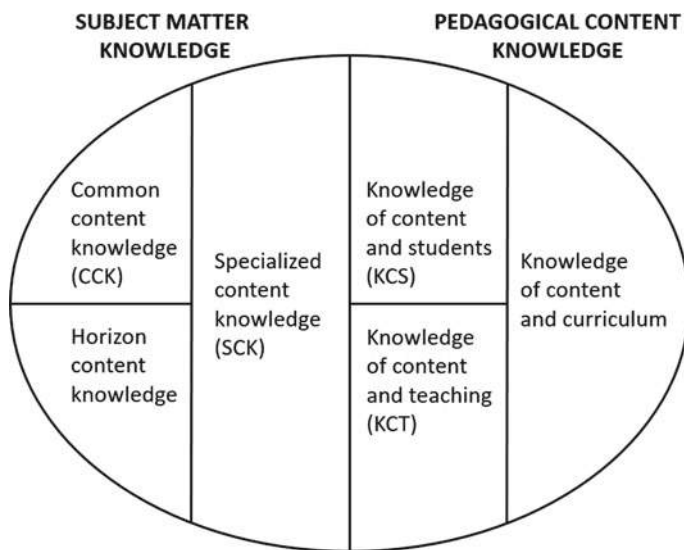 SUBJECT MATTER
KNOWLEDGE
PEDAGOGICAL CONTENT
KNOWLEDGE
Common
content
knowledge
(CCK)
Horizon
content
knowledge
Specialized
content
knowledge
(SCK)
Knowledge
of content
and students
(KCS)
Knowledge
of content
and teaching
(KCT)
Knowledge
of content
and curriculum